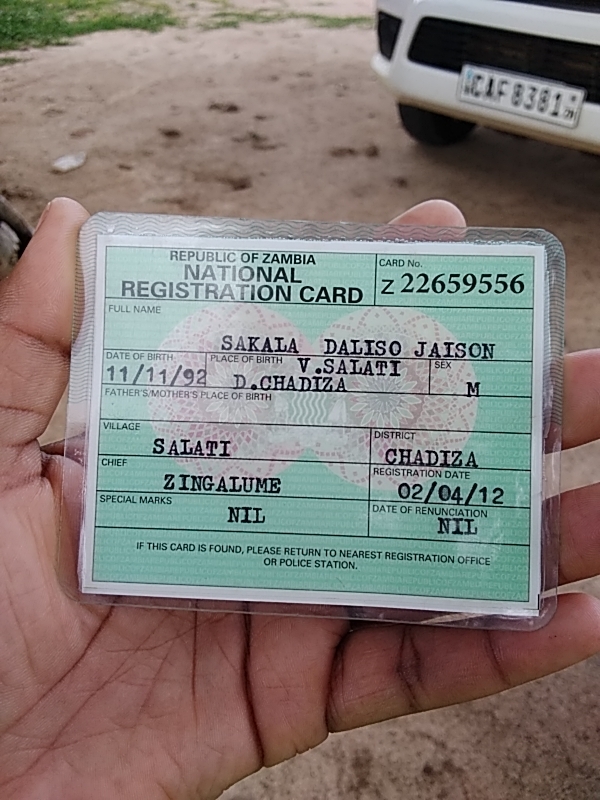 CAF 8381
REPUBLIC OF ZAMBIA
NATIONAL
REGISTRATION CARD
CARD No.
Z 22659556
FULL NAME
SAKALA DALISO JAISON
DATE OF BIRTH
11/11/92
PLACE OF BIRTH
V.SALATI
D.CHADIZA
SEX
M
FATHER'S/MOTHER'S PLACE OF BIRTH
VILLAGE
SALATI
DISTRICT
CHADIZA
CHIEF
ZINGALUME
REGISTRATION DATE
02/04/12
SPECIAL MARKS
NIL
DATE OF RENUNCIATION
NIL
IF THIS CARD IS FOUND, PLEASE RETURN TO NEAREST REGISTRATION OFFICE
OR POLICE STATION.